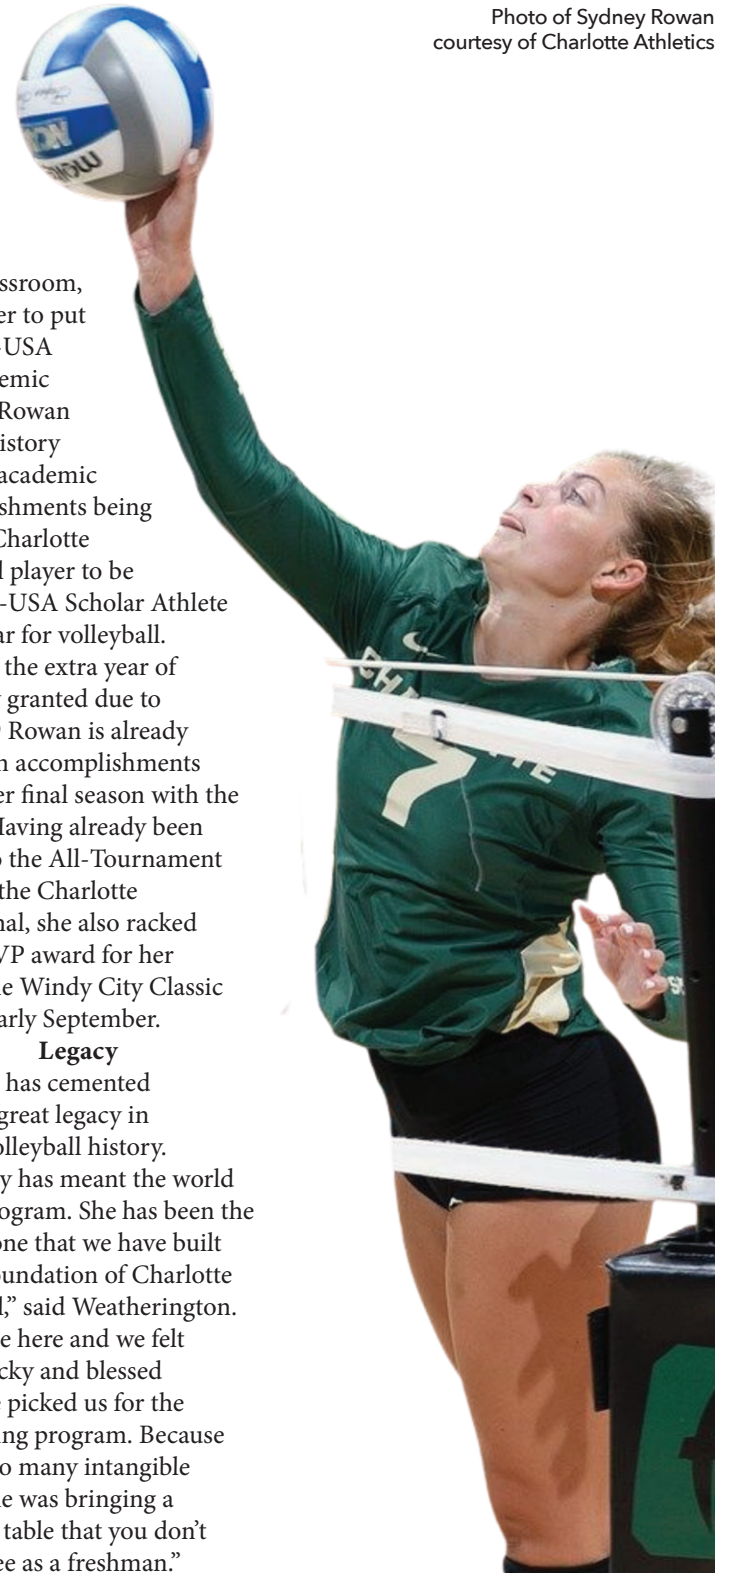 Photo of Sydney Rowan
courtesy of Charlotte Athletics
ssroom,
er to put
-USA
emic
Rowan
istory
academic
shments being
Charlotte
l player to be
-USA Scholar Athlete
ar for volleyball.
the extra year of
y granted due to
Rowan is already
n accomplishments
er final season with the
Having already been
o the All-Tournament
the Charlotte
nal, she also racked
VP award for her
e Windy City Classic
arly September.
Legacy
has cemented
great legacy in
olleyball history.
y has meant the world
ogram. She has been the
one that we have built
oundation of Charlotte
l,” said Weatherington.
e here and we felt
cky and blessed
e picked us for the
ing program. Because
o many intangible
e was bringing a
table that you don’t
ee as a freshman.”
7